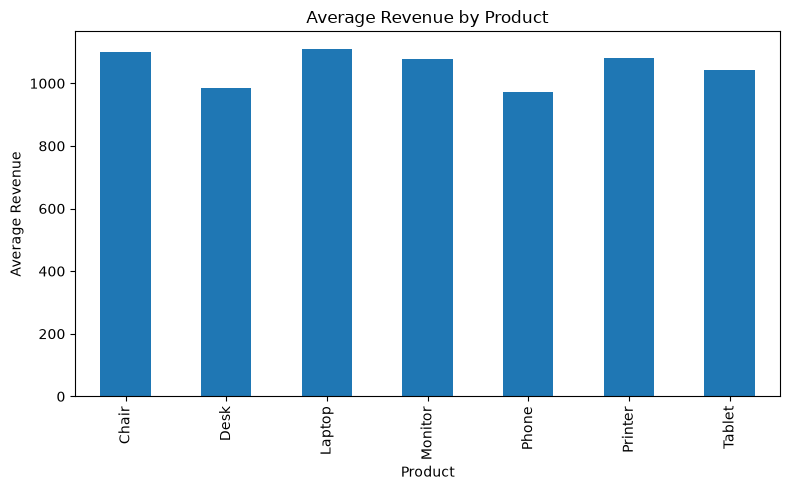 Average Revenue by Product
Average Revenue
1000
800
600
400
200
0
Chair
Desk
Laptop
Monitor
Phone
Printer
Tablet
Product